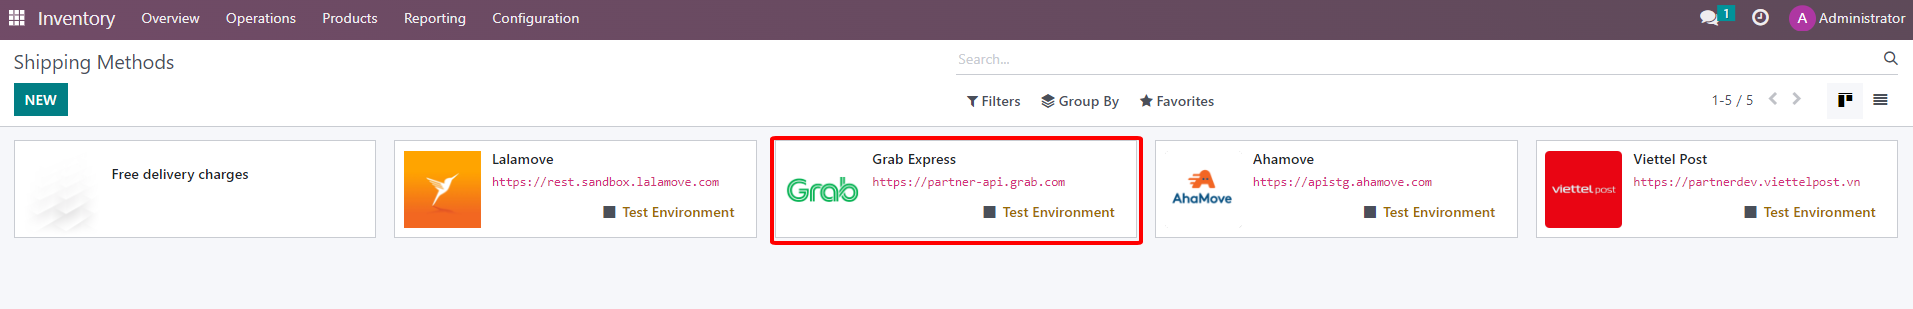 Inventory Overview Operations Products Reporting Configuration 1 A Administrator
Shipping Methods
Search...
NEW
Filters Group By Favorites 1-5 / 5
Free delivery charges
Lalamove
https://rest.sandbox.lalamove.com
Test Environment
Grab
Grab Express
https://partner-api.grab.com
Test Environment
AhaMove
Ahamove
https://apistg.ahamove.com
Test Environment
viettel post
Viettel Post
https://partnerdev.viettelpost.vn
Test Environment